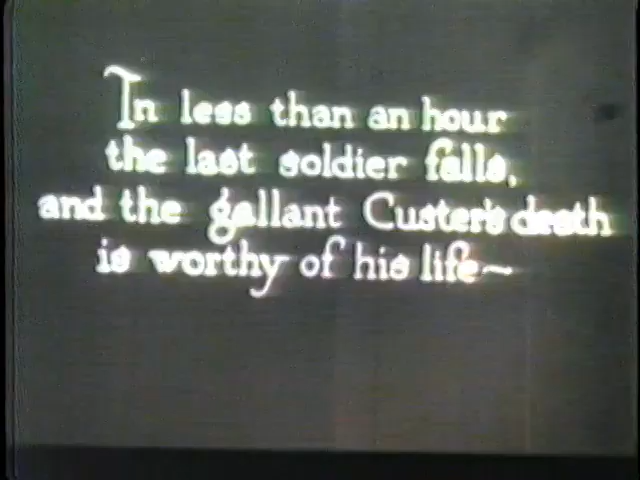 In less than an hour
the last soldier falls,
and the gallant Custer's death
is worthy of his life~